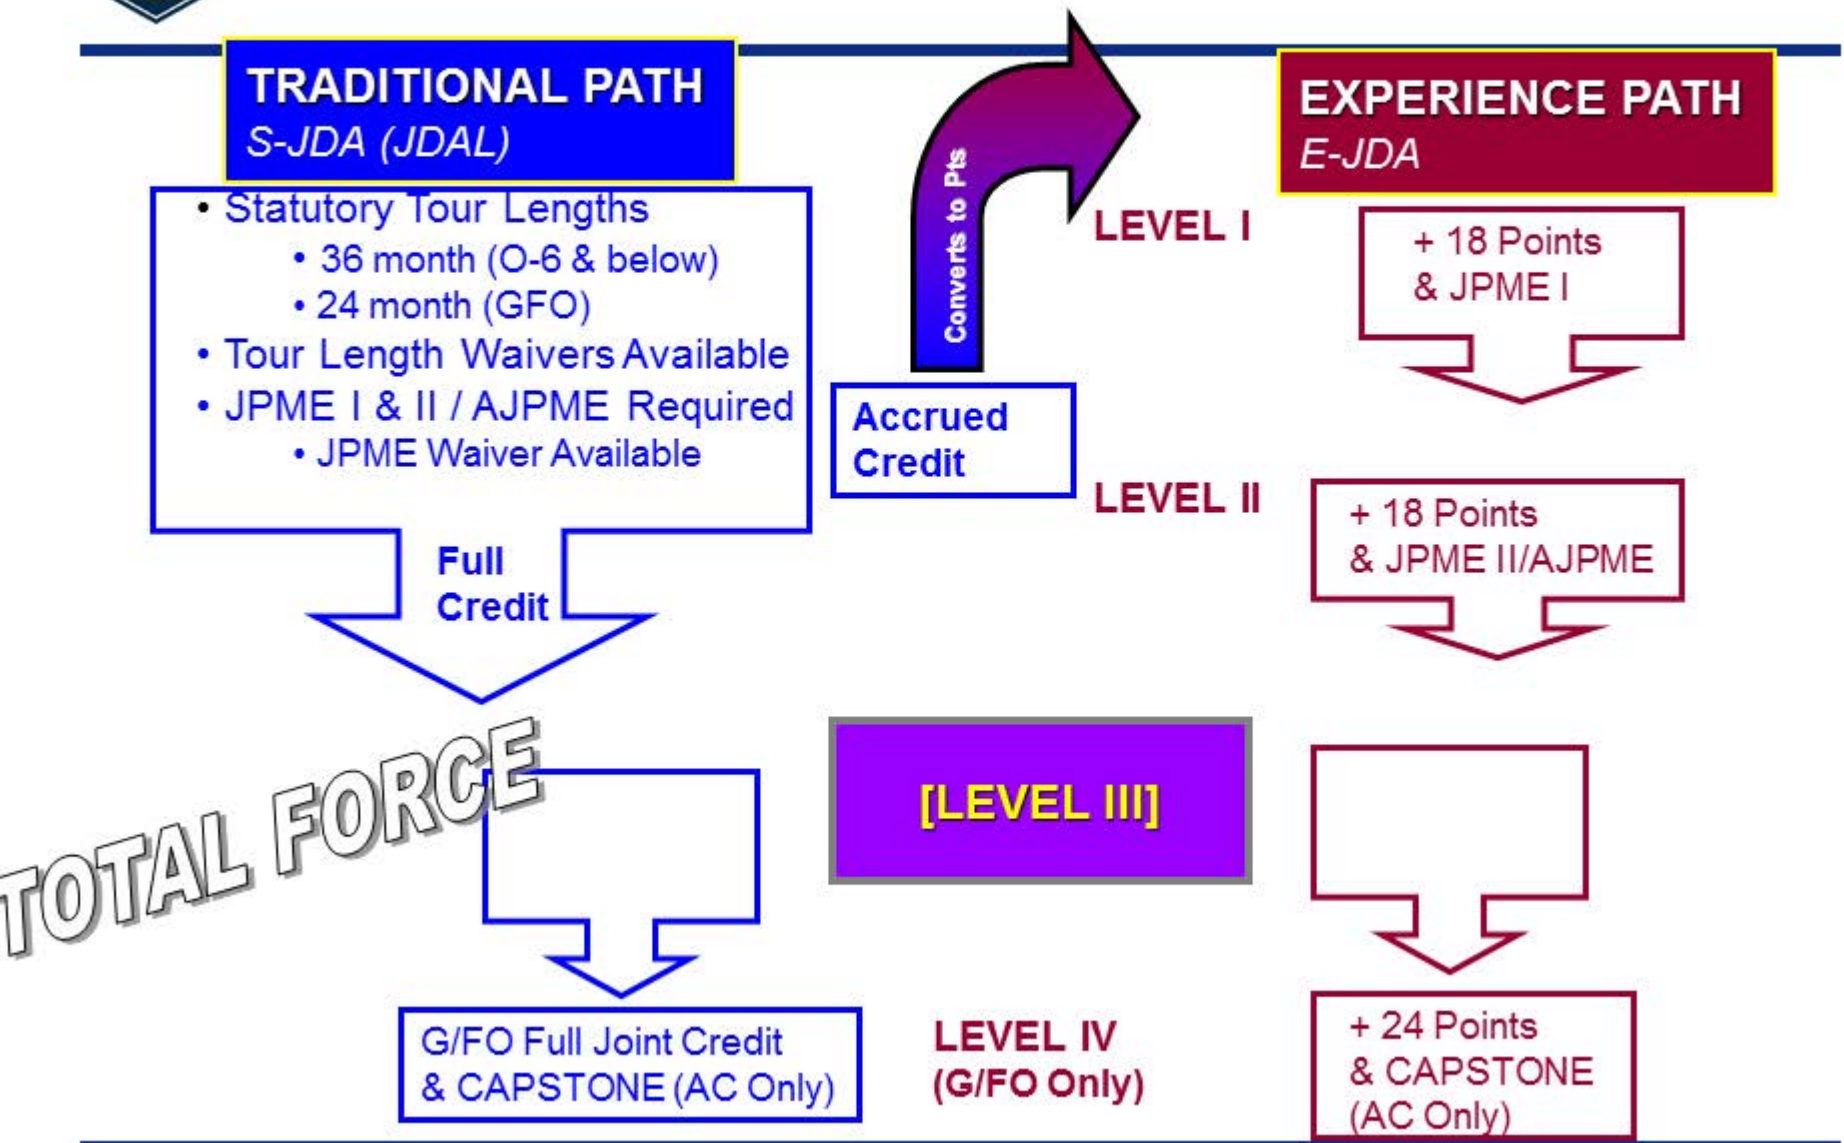 TRADITIONAL PATH
S-JDA (JDAL)
• Statutory Tour Lengths
• 36 month (O-6 & below)
• 24 month (GFO)
• Tour Length Waivers Available
• JPME I & II / AJPME Required
• JPME Waiver Available
Full
Credit
Converts to Pts
Accrued
Credit
EXPERIENCE PATH
E-JDA
LEVEL I
+ 18 Points
& JPME I
LEVEL II
+ 18 Points
& JPME II/AJPME
TOTAL FORCE
[LEVEL III]
G/FO Full Joint Credit
& CAPSTONE (AC Only)
LEVEL IV
(G/FO Only)
+ 24 Points
& CAPSTONE
(AC Only)